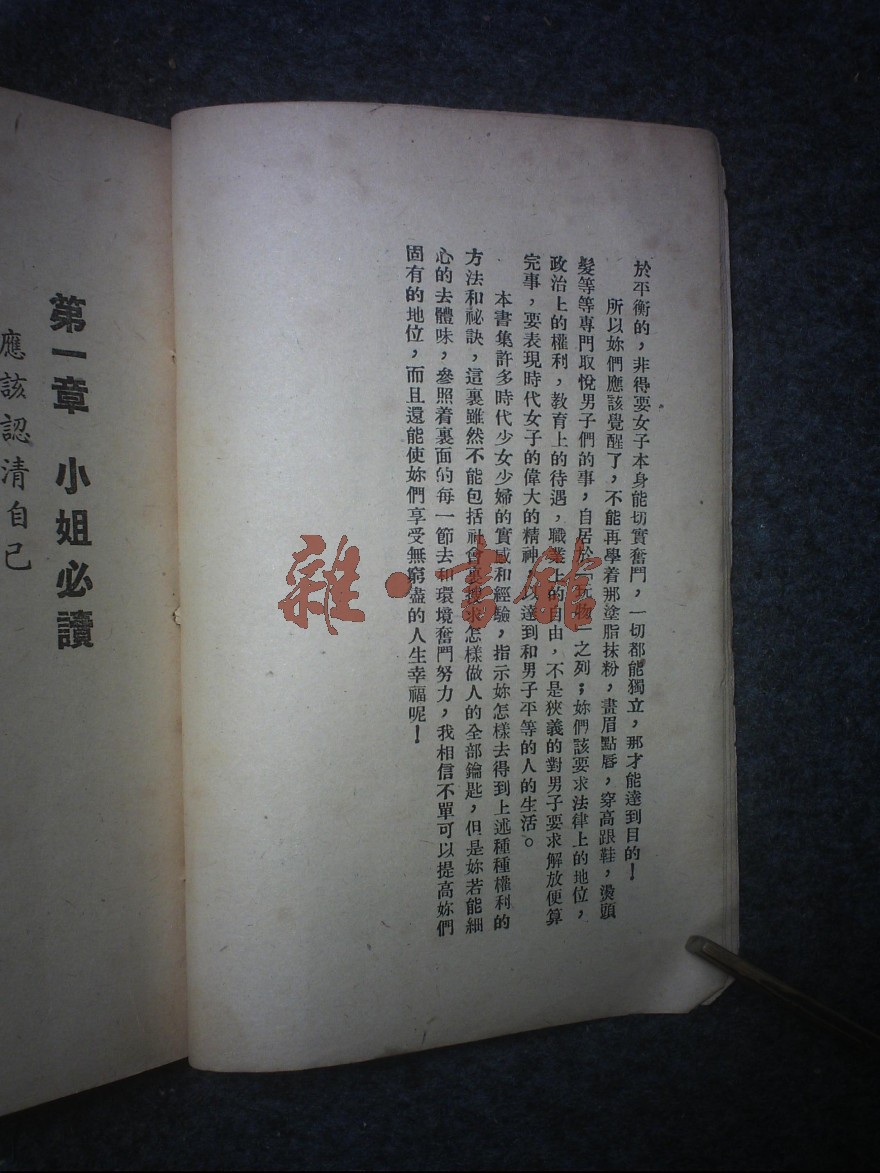 於平衡的，非得要女子本身能切實奮鬥，一切都能獨立，那才能達到目的！
所以妳們應該覺醒了，不能再學着那塗脂抹粉，畫眉點唇，穿高跟鞋，燙頭
髮等等專門取悅男子們的事，自居於「玩物」之列；妳們該要求法律上的地位，
政治上的權利，教育上的待遇，職業上的自由，不是狹義的對男子要求解放便算
完事，要表現時代女子的偉大的精神，以達到和男子平等的人的生活。
本書集許多時代少女少婦的實感和經驗，指示妳怎樣去得到上述種種權利的
方法和祕訣，這裏雖然不能包括社會裏搜求怎樣做人的全部鑰匙，但是妳若能細
心的去體味，參照着裏面的每一節去和環境奮鬥努力，我相信不單可以提高妳們
固有的地位，而且還能使妳們享受無窮盡的人生幸福呢！
第一章 小姐必讀
應該認清自己
雜·書館